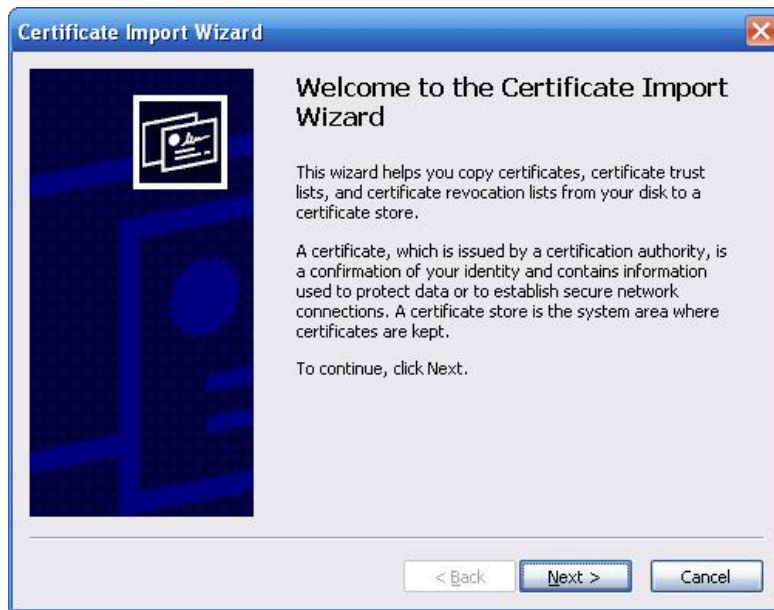 Certificate Import Wizard
Welcome to the Certificate Import
Wizard
This wizard helps you copy certificates, certificate trust
lists, and certificate revocation lists from your disk to a
certificate store.
A certificate, which is issued by a certification authority, is
a confirmation of your identity and contains information
used to protect data or to establish secure network
connections. A certificate store is the system area where
certificates are kept.
To continue, click Next.
< Back
Next >
Cancel